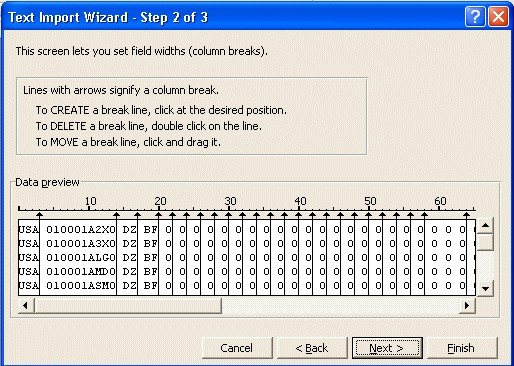 Text Import Wizard - Step 2 of 3
This screen lets you set field widths (column breaks).
Lines with arrows signify a column break.
To CREATE a break line, click at the desired position.
To DELETE a break line, double click on the line.
To MOVE a break line, click and drag it.
Data preview
10 20 30 40 50 60
USA 010001A2X0 DZ BF 0 0 0 0 0 0 0 0 0 0 0 0 0 0 0 0 0 0 0 0 0 0
USA 010001A3X0 DZ BF 0 0 0 0 0 0 0 0 0 0 0 0 0 0 0 0 0 0 0 0 0 0
USA 010001ALG0 DZ BF 0 0 0 0 0 0 0 0 0 0 0 0 0 0 0 0 0 0 0 0 0 0
USA 010001AMD0 DZ BF 0 0 0 0 0 0 0 0 0 0 0 0 0 0 0 0 0 0 0 0 0 0
USA 010001ASM0 DZ BF 0 0 0 0 0 0 0 0 0 0 0 0 0 0 0 0 0 0 0 0 0 0
Cancel < Back Next > Finish